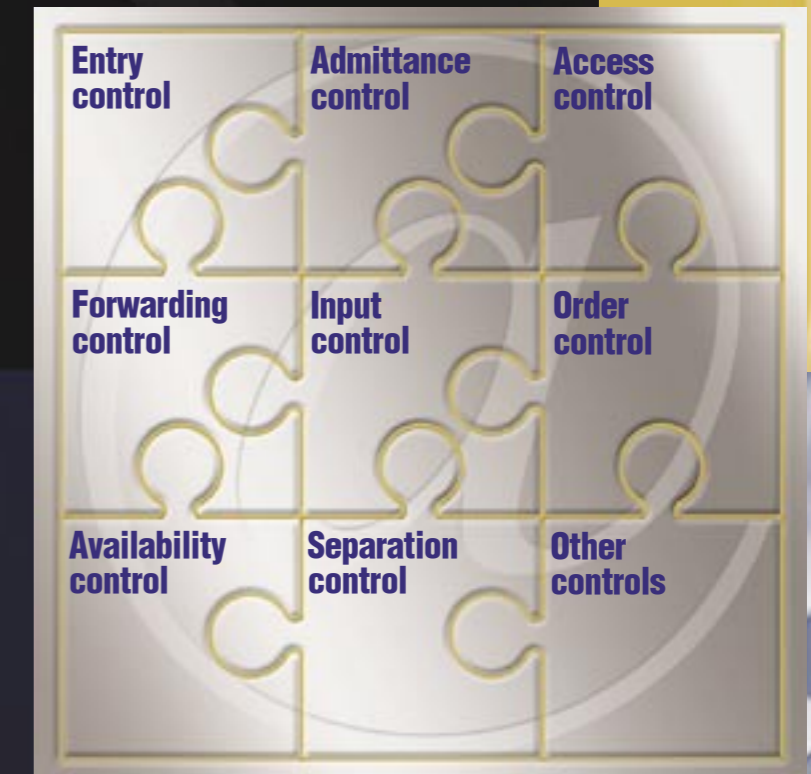 Entry
control
Admittance
control
Access
control
Forwarding
control
Input
control
Order
control
Availability
control
Separation
control
Other
controls